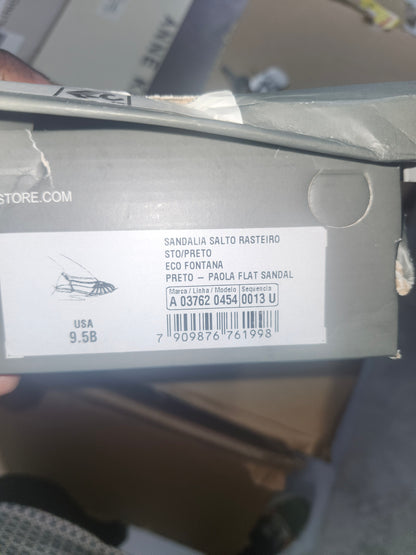 ANNE K
STORE.COM
SANDALIA SALTO RASTEIRO
STO/PRETO
ECO FONTANA
PRETO – PAOLA FLAT SANDAL
Marca / Linha / Modelo Sequencia
A 03762 0454 0013 U
USA
9.5B
7 909876 761998